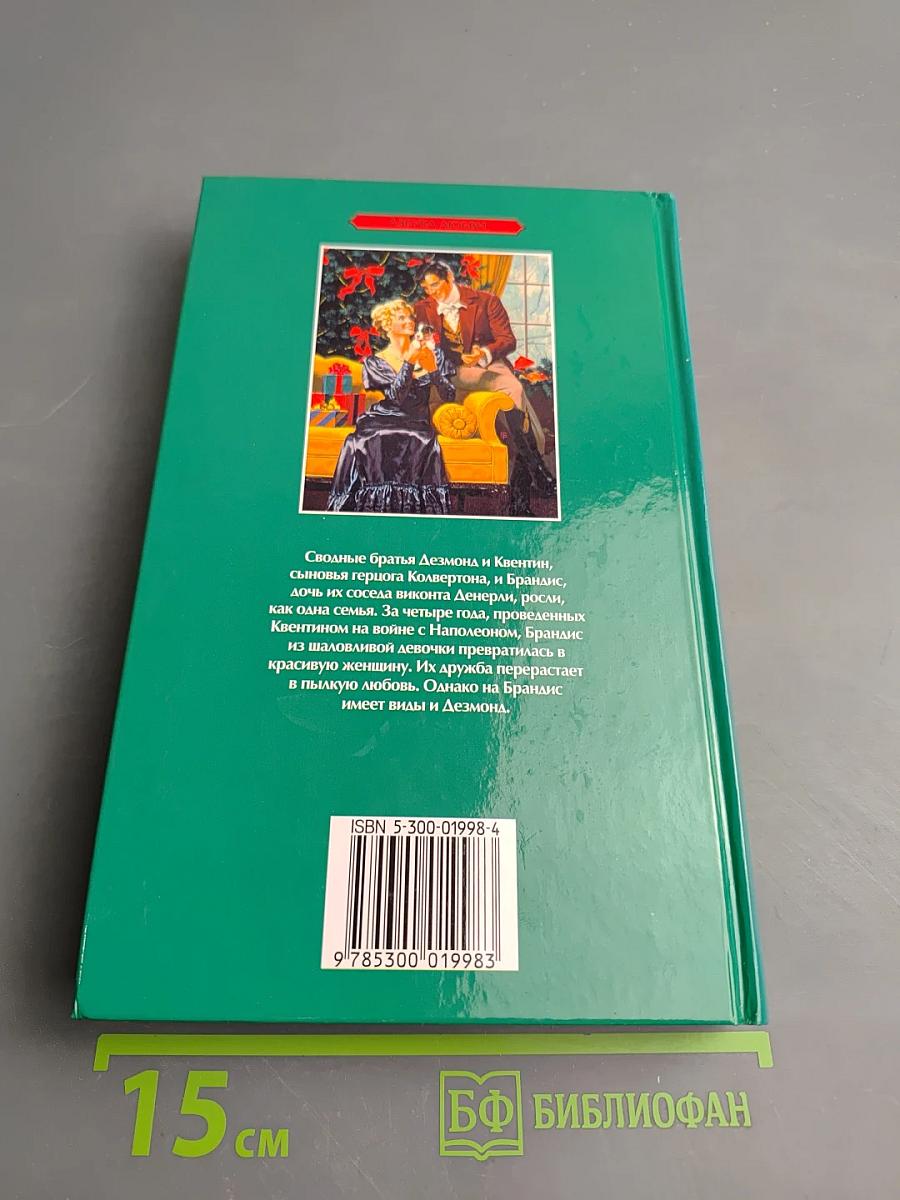 Сводные братья Дезмонд и Квентин,
сыновья герцога Колвертона, и Брандис,
дочь их соседа виконта Денерли, росли,
как одна семья. За четыре года, проведенных
Квентином на войне с Наполеоном, Брандис
из шаловливой девочки превратилась в
красивую женщину. Их дружба перерастает
в пылкую любовь. Однако на Брандис
имеет виды и Дезмонд.
ISBN 5-300-01998-4
9 785300 019983
15 см
БФ БИБЛИОФАН